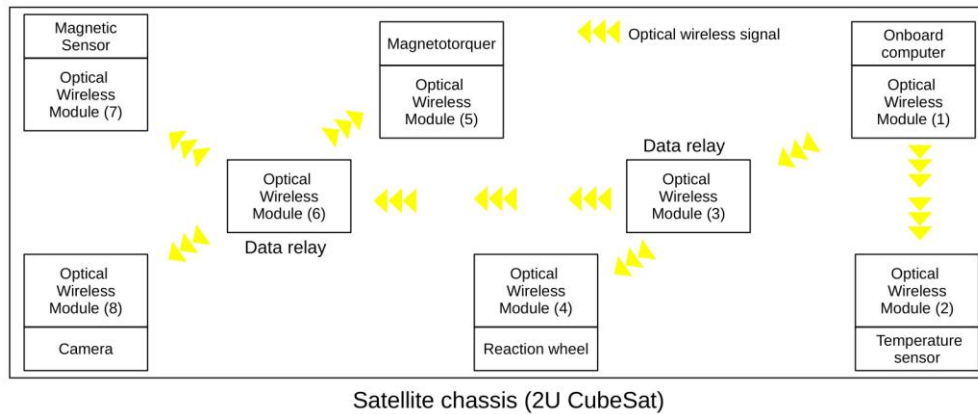 Magnetic
Sensor
Optical
Wireless
Module (7)
Magnetotorquer
Optical
Wireless
Module (5)
Optical wireless signal
Onboard
computer
Optical
Wireless
Module (1)
Data relay
Optical
Wireless
Module (3)
Optical
Wireless
Module (6)
Data relay
Optical
Wireless
Module (8)
Camera
Optical
Wireless
Module (4)
Reaction wheel
Optical
Wireless
Module (2)
Temperature
sensor
Satellite chassis (2U CubeSat)